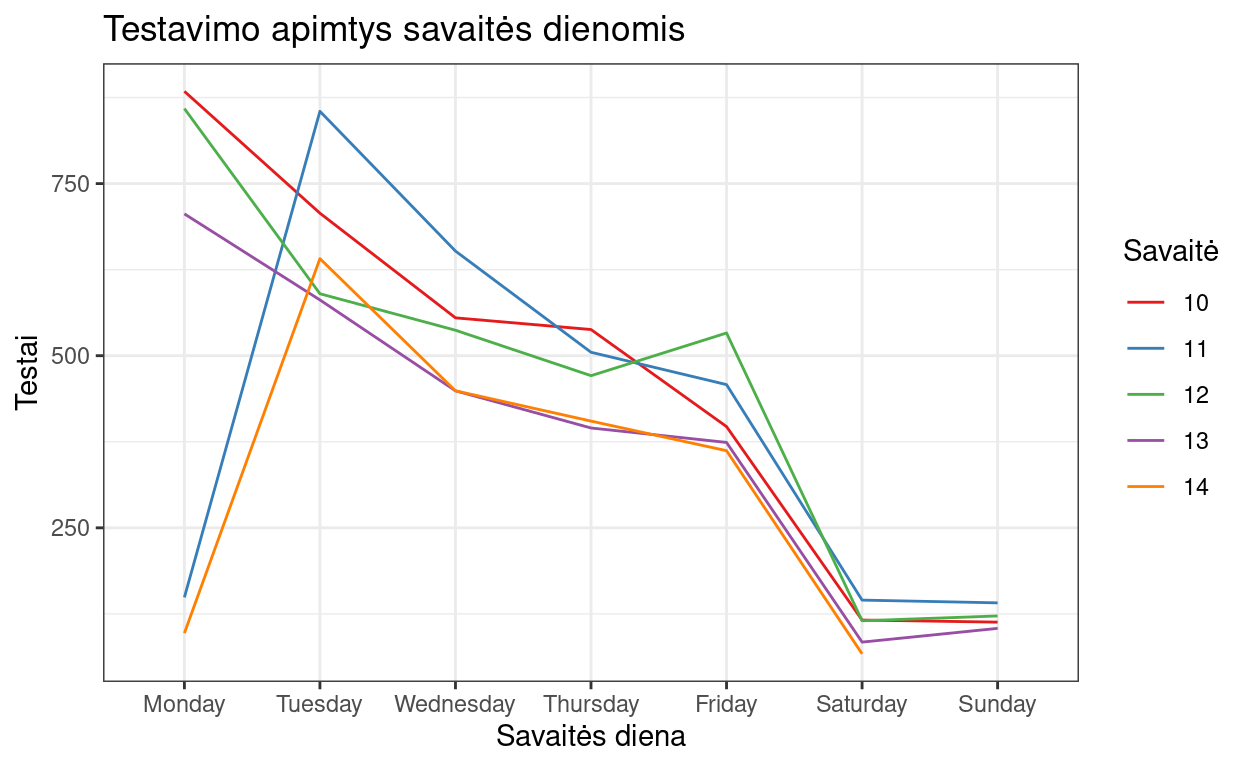 Testavimo apimtys savaitės dienomis
Testai
750
500
250
Monday Tuesday Wednesday Thursday Friday Saturday Sunday
Savaitės diena
Savaitė
10
11
12
13
14